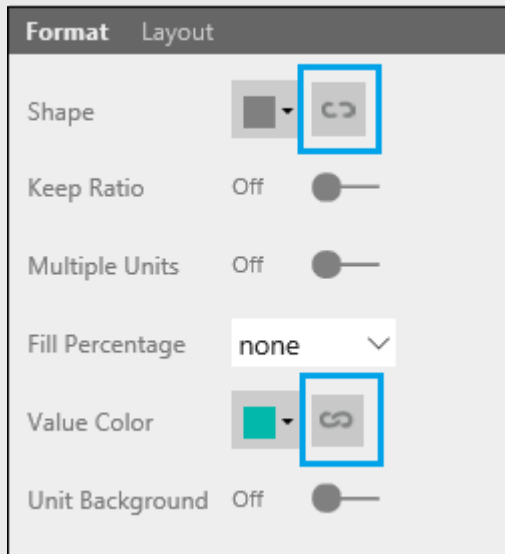 Format Layout
Shape
Keep Ratio Off
Multiple Units Off
Fill Percentage none
Value Color
Unit Background Off